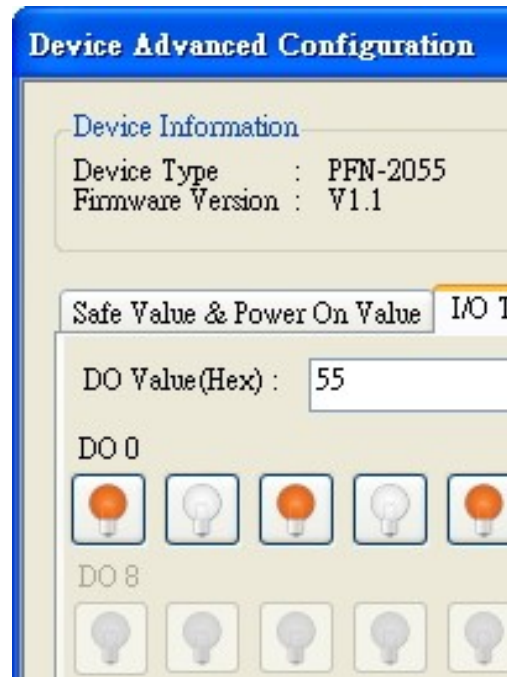 Device Advanced Configuration
Device Information
Device Type : PFN-2055
Firmware Version : V1.1
Safe Value & Power On Value I/O T
DO Value(Hex) : 55
DO 0
DO 8